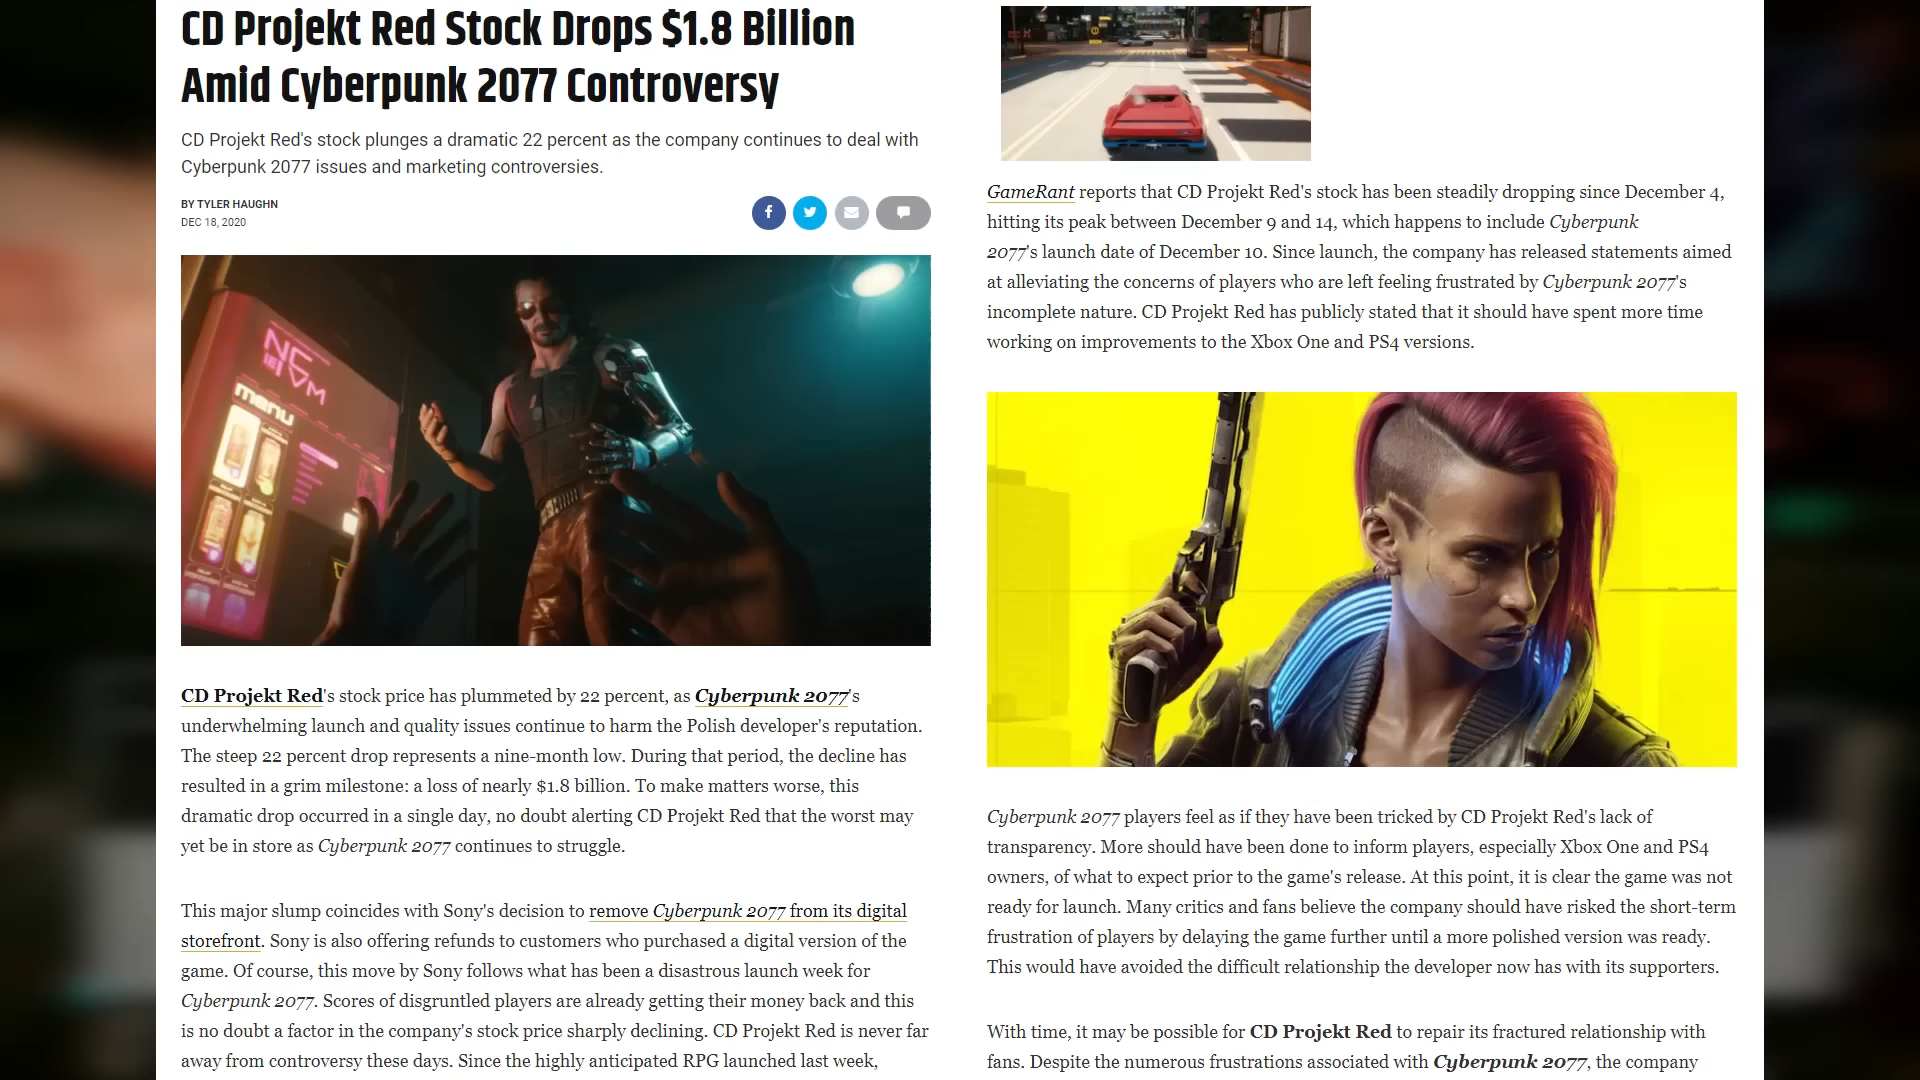 CD Projekt Red Stock Drops $1.8 Billion
Amid Cyberpunk 2077 Controversy
CD Projekt Red's stock plunges a dramatic 22 percent as the company continues to deal with
Cyberpunk 2077 issues and marketing controversies.
BY TYLER HAUGHN
DEC 18, 2020
menu
CD Projekt Red's stock price has plummeted by 22 percent, as Cyberpunk 2077's
underwhelming launch and quality issues continue to harm the Polish developer's reputation.
The steep 22 percent drop represents a nine-month low. During that period, the decline has
resulted in a grim milestone: a loss of nearly $1.8 billion. To make matters worse, this
dramatic drop occurred in a single day, no doubt alerting CD Projekt Red that the worst may
yet be in store as Cyberpunk 2077 continues to struggle.
This major slump coincides with Sony's decision to remove Cyberpunk 2077 from its digital
storefront. Sony is also offering refunds to customers who purchased a digital version of the
game. Of course, this move by Sony follows what has been a disastrous launch week for
Cyberpunk 2077. Scores of disgruntled players are already getting their money back and this
is no doubt a factor in the company's stock price sharply declining. CD Projekt Red is never far
away from controversy these days. Since the highly anticipated RPG launched last week,
GameRant reports that CD Projekt Red's stock has been steadily dropping since December 4,
hitting its peak between December 9 and 14, which happens to include Cyberpunk
2077's launch date of December 10. Since launch, the company has released statements aimed
at alleviating the concerns of players who are left feeling frustrated by Cyberpunk 2077's
incomplete nature. CD Projekt Red has publicly stated that it should have spent more time
working on improvements to the Xbox One and PS4 versions.
Cyberpunk 2077 players feel as if they have been tricked by CD Projekt Red's lack of
transparency. More should have been done to inform players, especially Xbox One and PS4
owners, of what to expect prior to the game's release. At this point, it is clear the game was not
ready for launch. Many critics and fans believe the company should have risked the short-term
frustration of players by delaying the game further until a more polished version was ready.
This would have avoided the difficult relationship the developer now has with its supporters.
With time, it may be possible for CD Projekt Red to repair its fractured relationship with
fans. Despite the numerous frustrations associated with Cyberpunk 2077, the company